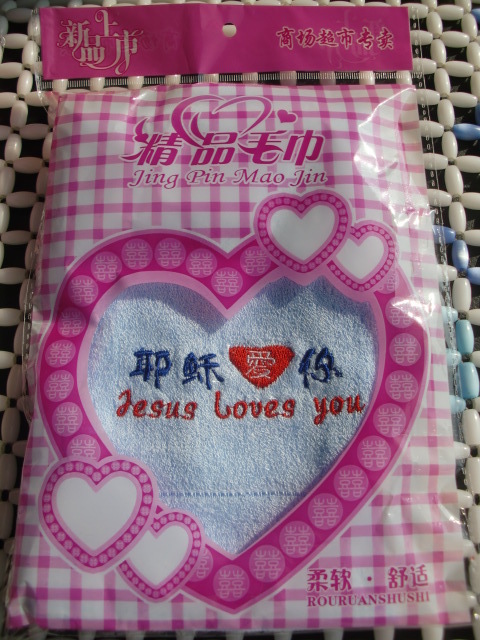 新品上市
商场超市专卖
精品毛巾
Jing Pin Mao Jin
耶稣愛你
Jesus Loves you
柔软·舒适
ROURUANSHUSHI